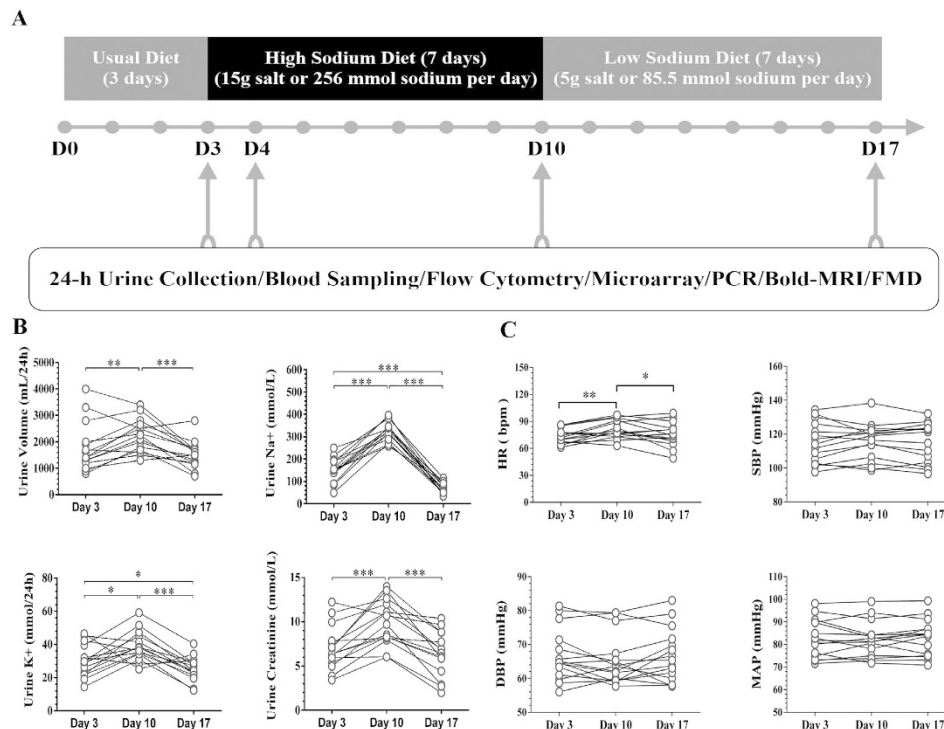 A
Usual Diet
(3 days)
High Sodium Diet (7 days)
(15g salt or 256 mmol sodium per day)
Low Sodium Diet (7 days)
(5g salt or 85.5 mmol sodium per day)
D0
D3
D4
D10
D17
24-h Urine Collection/Blood Sampling/Flow Cytometry/Microarray/PCR/Bold-MRI/FMD
B
Urine Volume (mL/24h)
5000
4000
3000
2000
1000
0
**
***
Day 3
Day 10
Day 17
Urine Na+ (mmol/L)
600
500
400
300
200
100
0
***
***
***
Day 3
Day 10
Day 17
Urine K+ (mmol/24h)
80
60
40
20
0
*
*
***
Day 3
Day 10
Day 17
Urine Creatinine (mmol/L)
15
10
5
0
***
***
Day 3
Day 10
Day 17
C
HR ( bpm )
150
120
90
60
30
0
**
*
Day 3
Day 10
Day 17
SBP (mmHg)
160
140
120
100
80
Day 3
Day 10
Day 17
DBP (mmHg)
90
80
70
60
50
Day 3
Day 10
Day 17
MAP (mmHg)
110
100
90
80
70
60
50
Day 3
Day 10
Day 17